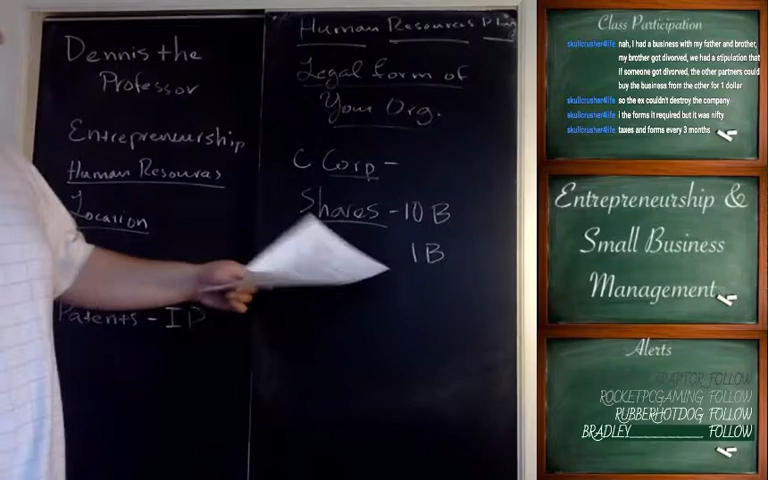 Dennis the
Professor
Entrepreneurship
Human Resources
Location
Patents - IP
Human Resources Plan
Legal form of
Your Org.
C Corp -
Shares - 10 B
1 B
Class Participation
skullcrusher4life nah, I had a business with my father and brother,
my brother got divorced, we had a stipulation that
if someone got divorced, the other partners could
buy the business from the other for 1 dollar
skullcrusher4life so the ex couldn't destroy the company
skullcrusher4life i the forms it required but it was nifty
skullcrusher4life taxes and forms every 3 months
Entrepreneurship &
Small Business
Management
Alerts
FOLLOW
ROCKETPCGAMING FOLLOW
RUBBERHOTDOG FOLLOW
BRADLEY FOLLOW